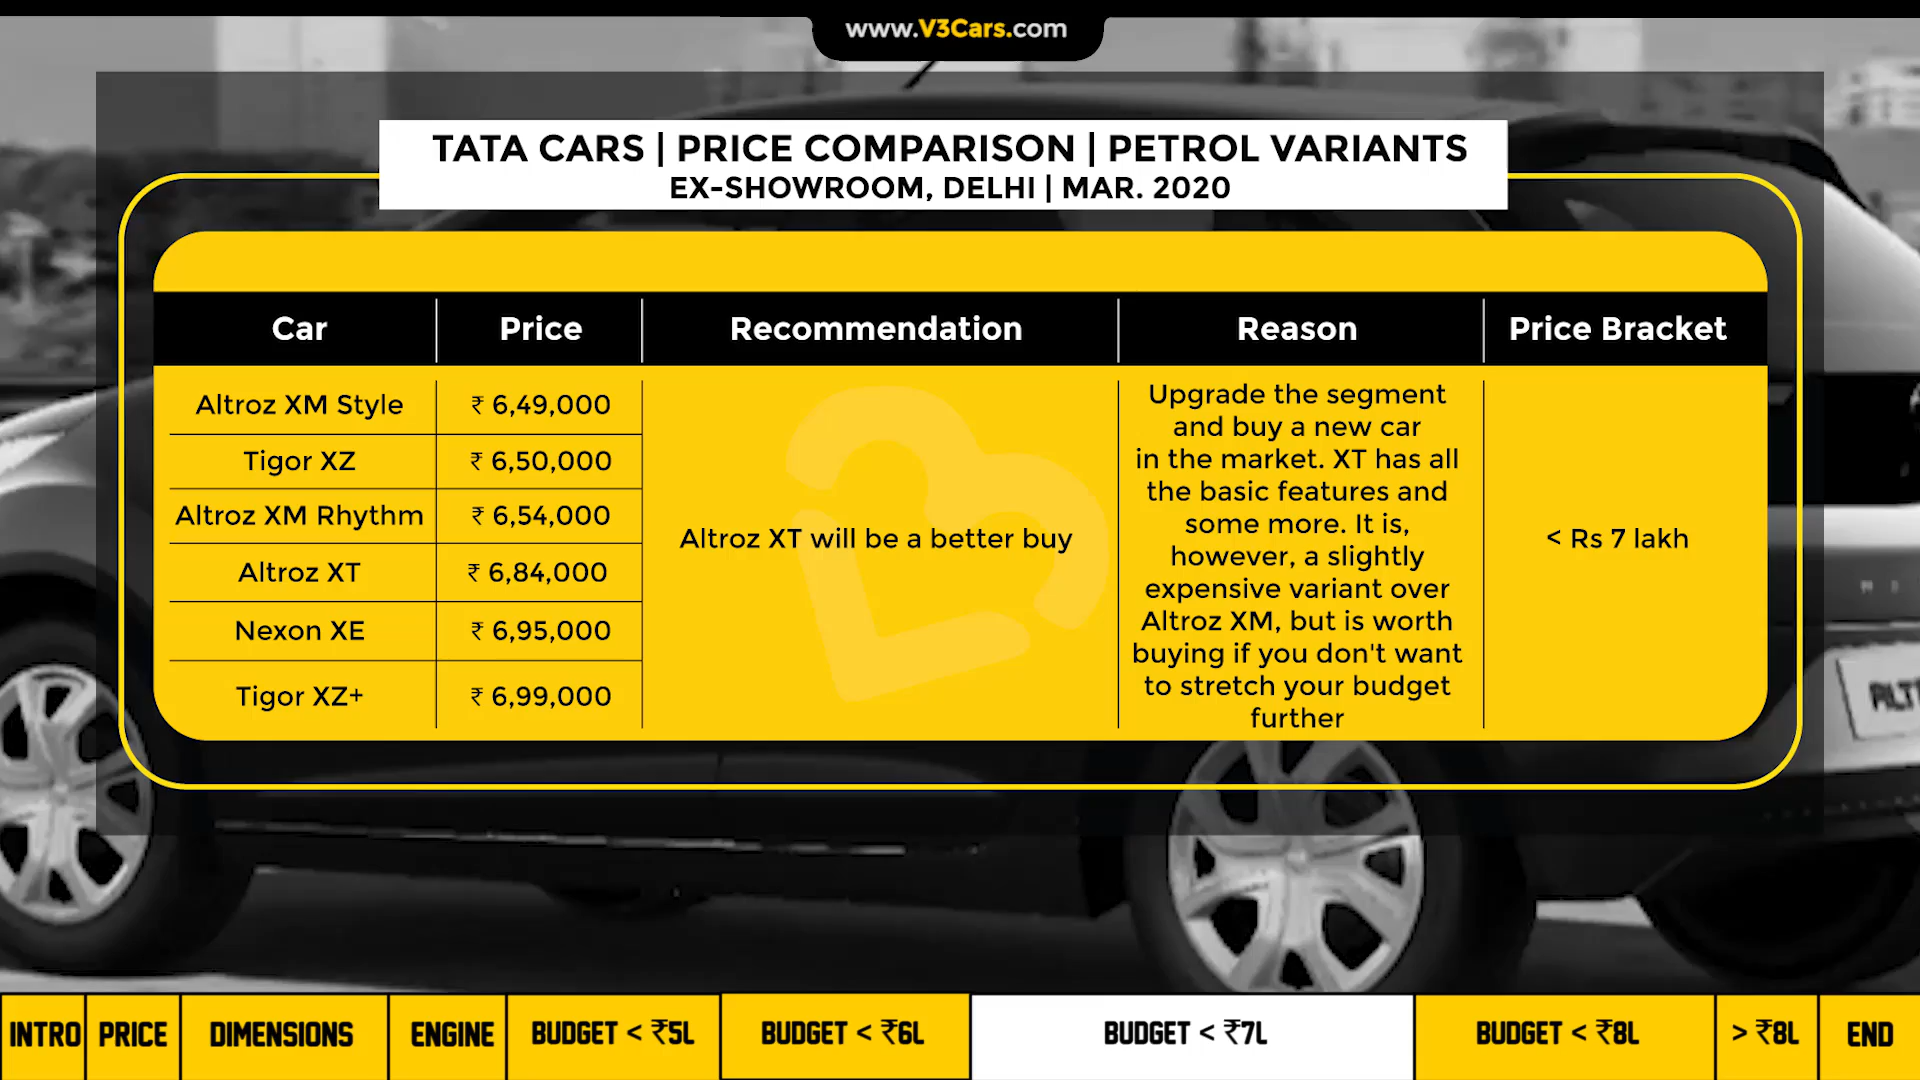 www.V3Cars.com
TATA CARS | PRICE COMPARISON | PETROL VARIANTS
EX-SHOWROOM, DELHI | MAR. 2020
Car Price Recommendation Reason Price Bracket
Altroz XM Style ₹ 6,49,000
Tigor XZ ₹ 6,50,000
Altroz XM Rhythm ₹ 6,54,000
Altroz XT ₹ 6,84,000
Nexon XE ₹ 6,95,000
Tigor XZ+ ₹ 6,99,000
Altroz XT will be a better buy
Upgrade the segment
and buy a new car
in the market. XT has all
the basic features and
some more. It is,
however, a slightly
expensive variant over
Altroz XM, but is worth
buying if you don't want
to stretch your budget
further
< Rs 7 lakh
INTRO PRICE DIMENSIONS ENGINE BUDGET < ₹5L BUDGET < ₹6L BUDGET < ₹7L BUDGET < ₹8L > ₹8L END